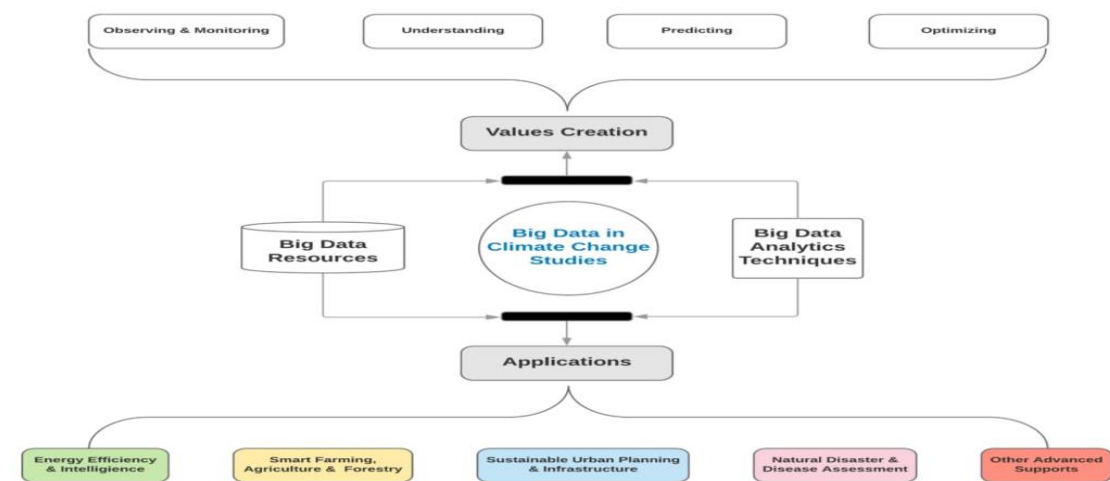 Observing & Monitoring
Understanding
Predicting
Optimizing
Values Creation
Big Data
Resources
Big Data in
Climate Change
Studies
Big Data
Analytics
Techniques
Applications
Energy Efficiency
& Intelligience
Smart Farming,
Agriculture & Forestry
Sustainable Urban Planning
& Infrastructure
Natural Disaster &
Disease Assessment
Other Advanced
Supports